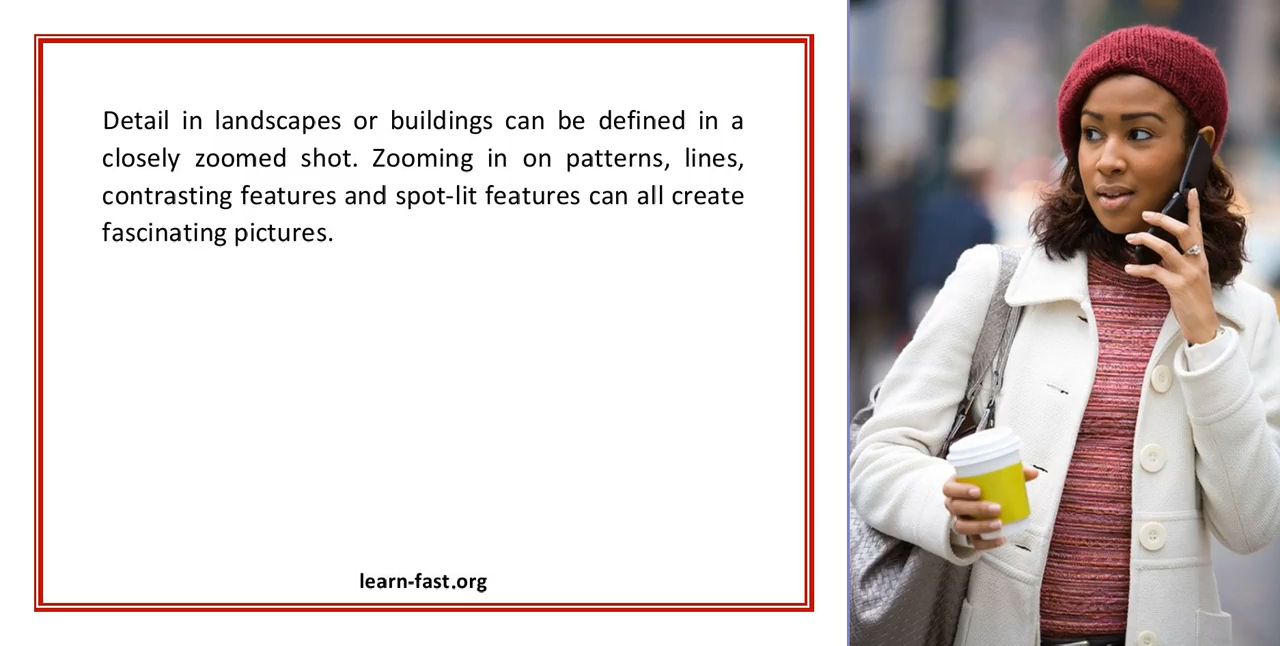 Detail in landscapes or buildings can be defined in a
closely zoomed shot. Zooming in on patterns, lines,
contrasting features and spot-lit features can all create
fascinating pictures.
learn-fast.org